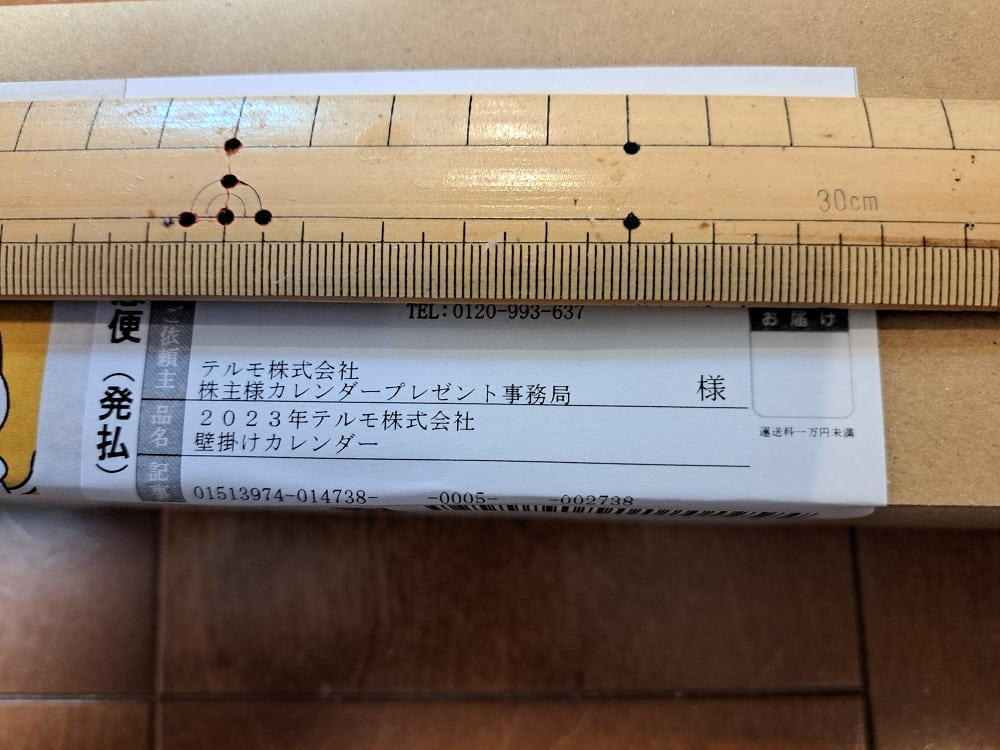 30cm
TEL:0120-993-637
便(発払)
ご依頼主
テルモ株式会社
株主様カレンダープレゼント事務局
様
品名
2023年テルモ株式会社
壁掛けカレンダー
記事
01513974-014738- -0005- -002738
お届け
運送料一万円未満